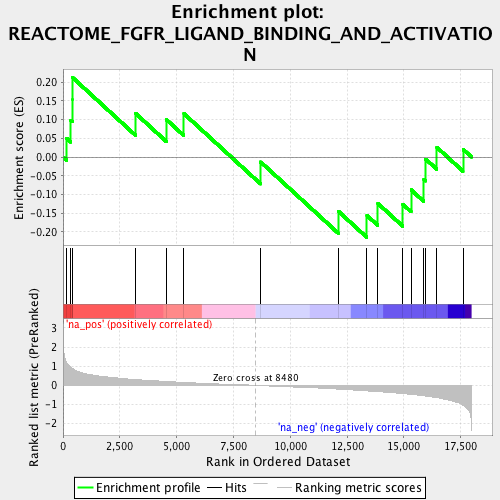 Enrichment plot:
REACTOME_FGFR_LIGAND_BINDING_AND_ACTIVATIO
N
Enrichment score (ES)
0.20
0.15
0.10
0.05
0.00
-0.05
-0.10
-0.15
-0.20
'na_pos' (positively correlated)
Ranked list metric (PreRanked)
3
2
1
0
-1
-2
Zero cross at 8480
'na_neg' (negatively correlated)
0 2,500 5,000 7,500 10,000 12,500 15,000 17,500
Rank in Ordered Dataset
Enrichment profile Hits Ranking metric scores